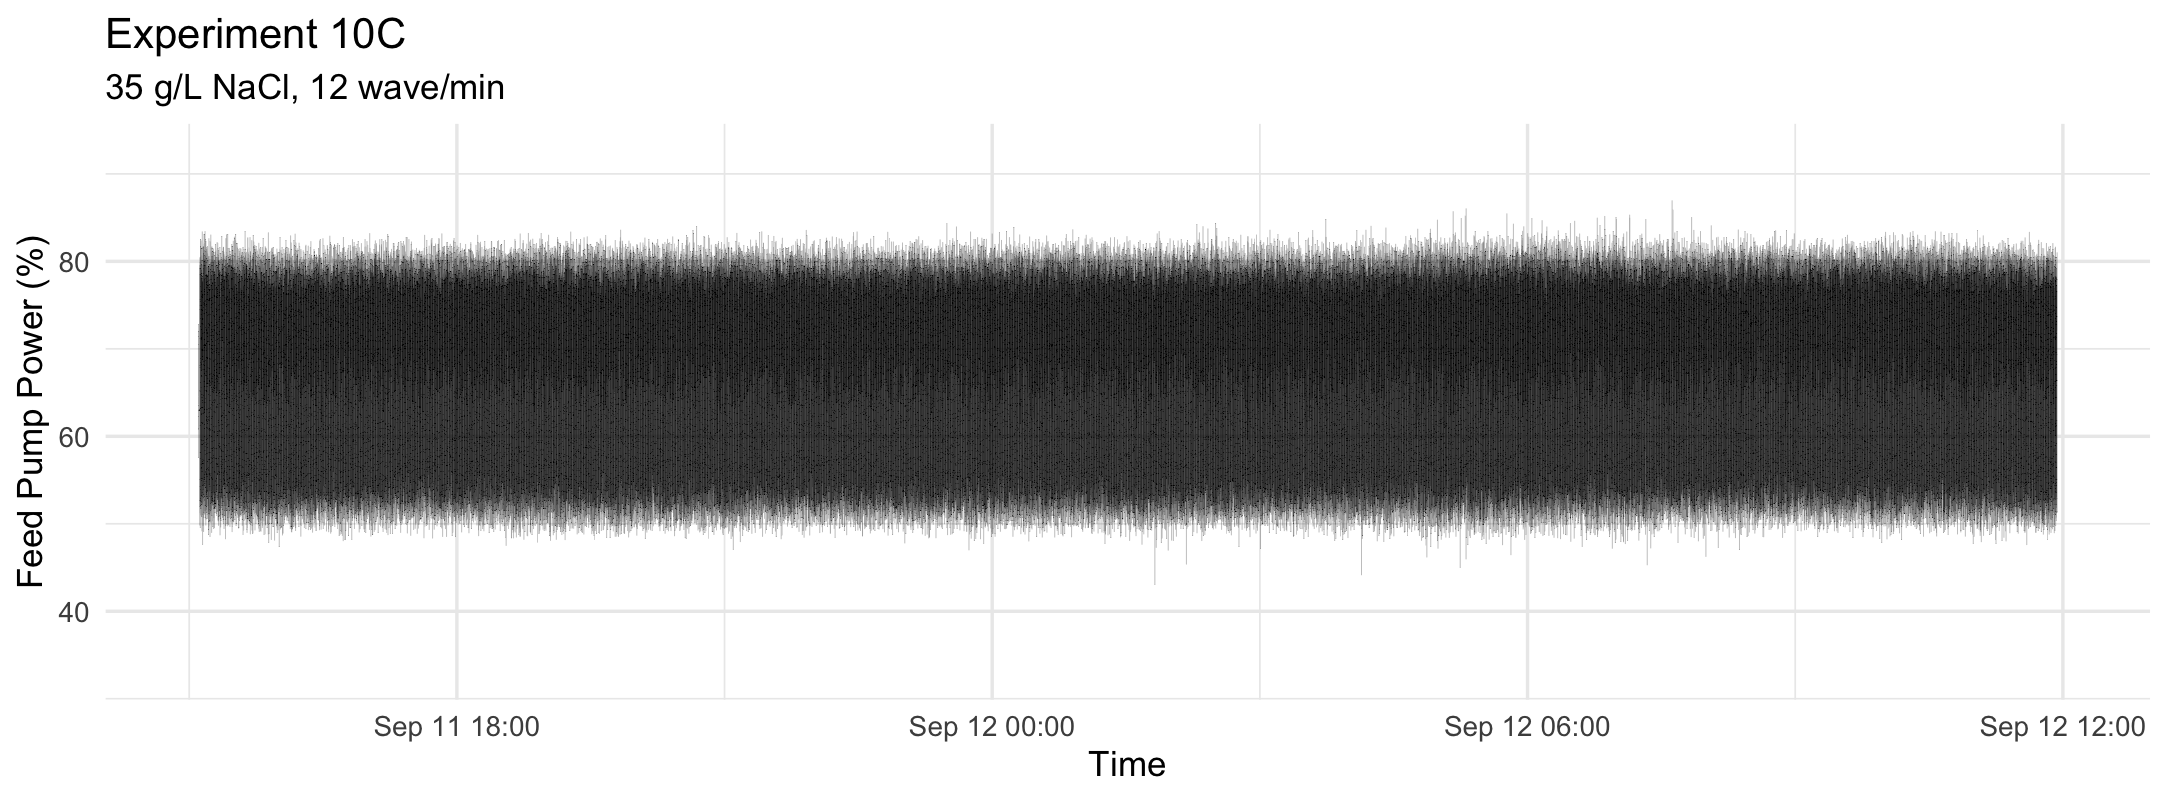 Experiment 10C
35 g/L NaCl, 12 wave/min
Feed Pump Power (%)
80
60
40
Sep 11 18:00
Sep 12 00:00
Sep 12 06:00
Sep 12 12:00
Time